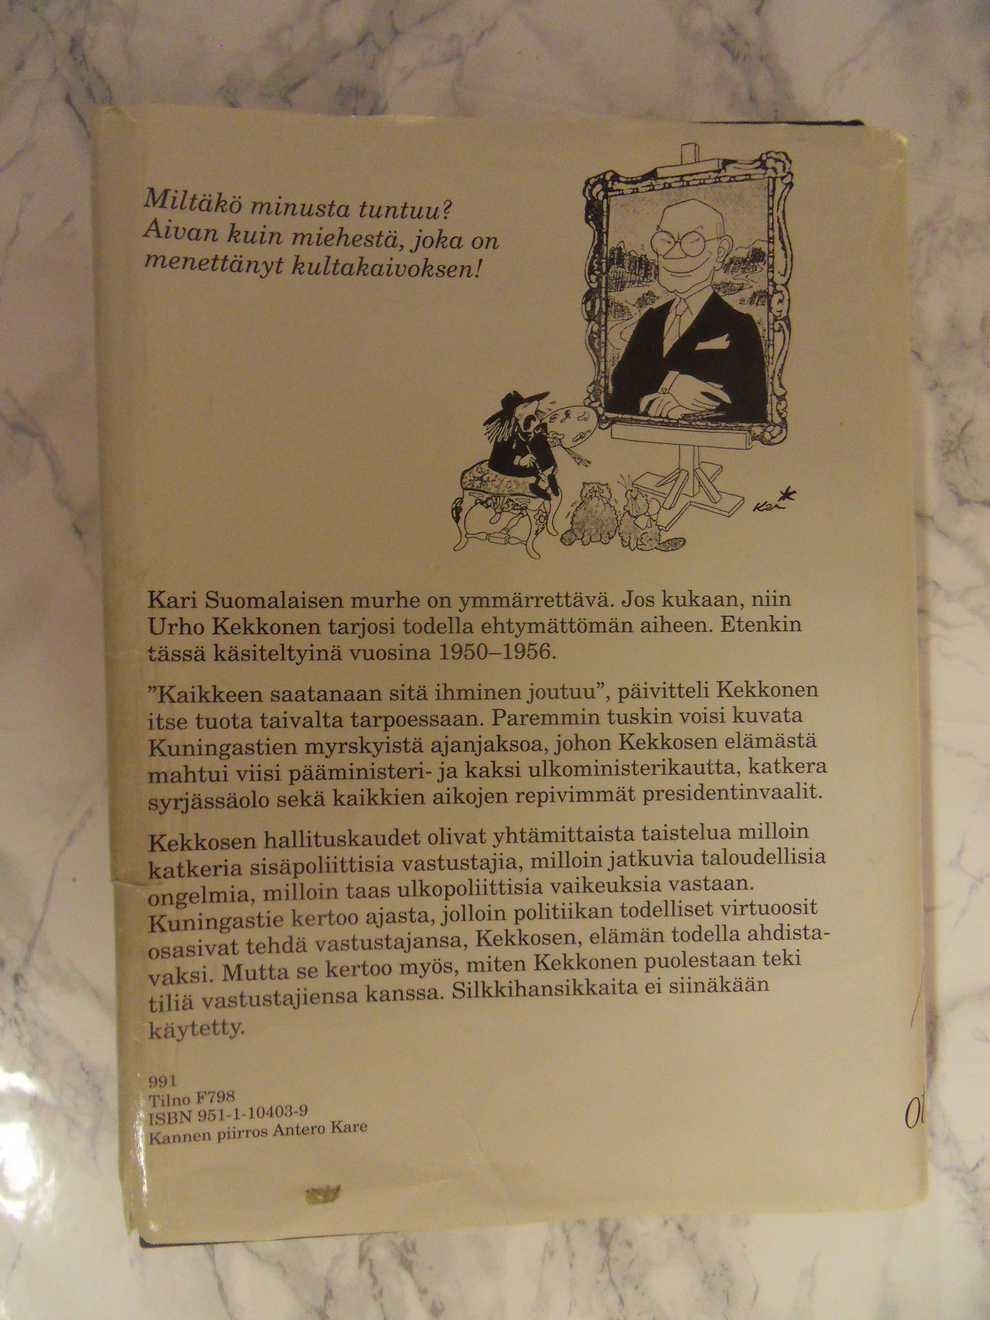 Miltäkö minusta tuntuu?
Aivan kuin miehestä, joka on
menettänyt kultakaivoksen!
Kari
Kari Suomalaisen murhe on ymmärrettävä. Jos kukaan, niin
Urho Kekkonen tarjosi todella ehtymättömän aiheen. Etenkin
tässä käsiteltyinä vuosina 1950–1956.
”Kaikkeen saatanaan sitä ihminen joutuu”, päivitteli Kekkonen
itse tuota taivalta tarpoessaan. Paremmin tuskin voisi kuvata
Kuningastien myrskyistä ajanjaksoa, johon Kekkosen elämästä
mahtui viisi pääministeri- ja kaksi ulkoministerikautta, katkera
syrjässäolo sekä kaikkien aikojen repivimmät presidentinvaalit.
Kekkosen hallituskaudet olivat yhtämittaista taistelua milloin
katkeria sisäpoliittisia vastustajia, milloin jatkuvia taloudellisia
ongelmia, milloin taas ulkopoliittisia vaikeuksia vastaan.
Kuningastie kertoo ajasta, jolloin politiikan todelliset virtuoosit
osasivat tehdä vastustajansa, Kekkosen, elämän todella ahdista-
vaksi. Mutta se kertoo myös, miten Kekkonen puolestaan teki
tiliä vastustajiensa kanssa. Silkkihansikkaita ei siinäkään
käytetty.
991
Tilno F798
ISBN 951-1-10403-9
Kannen piirros Antero Kare